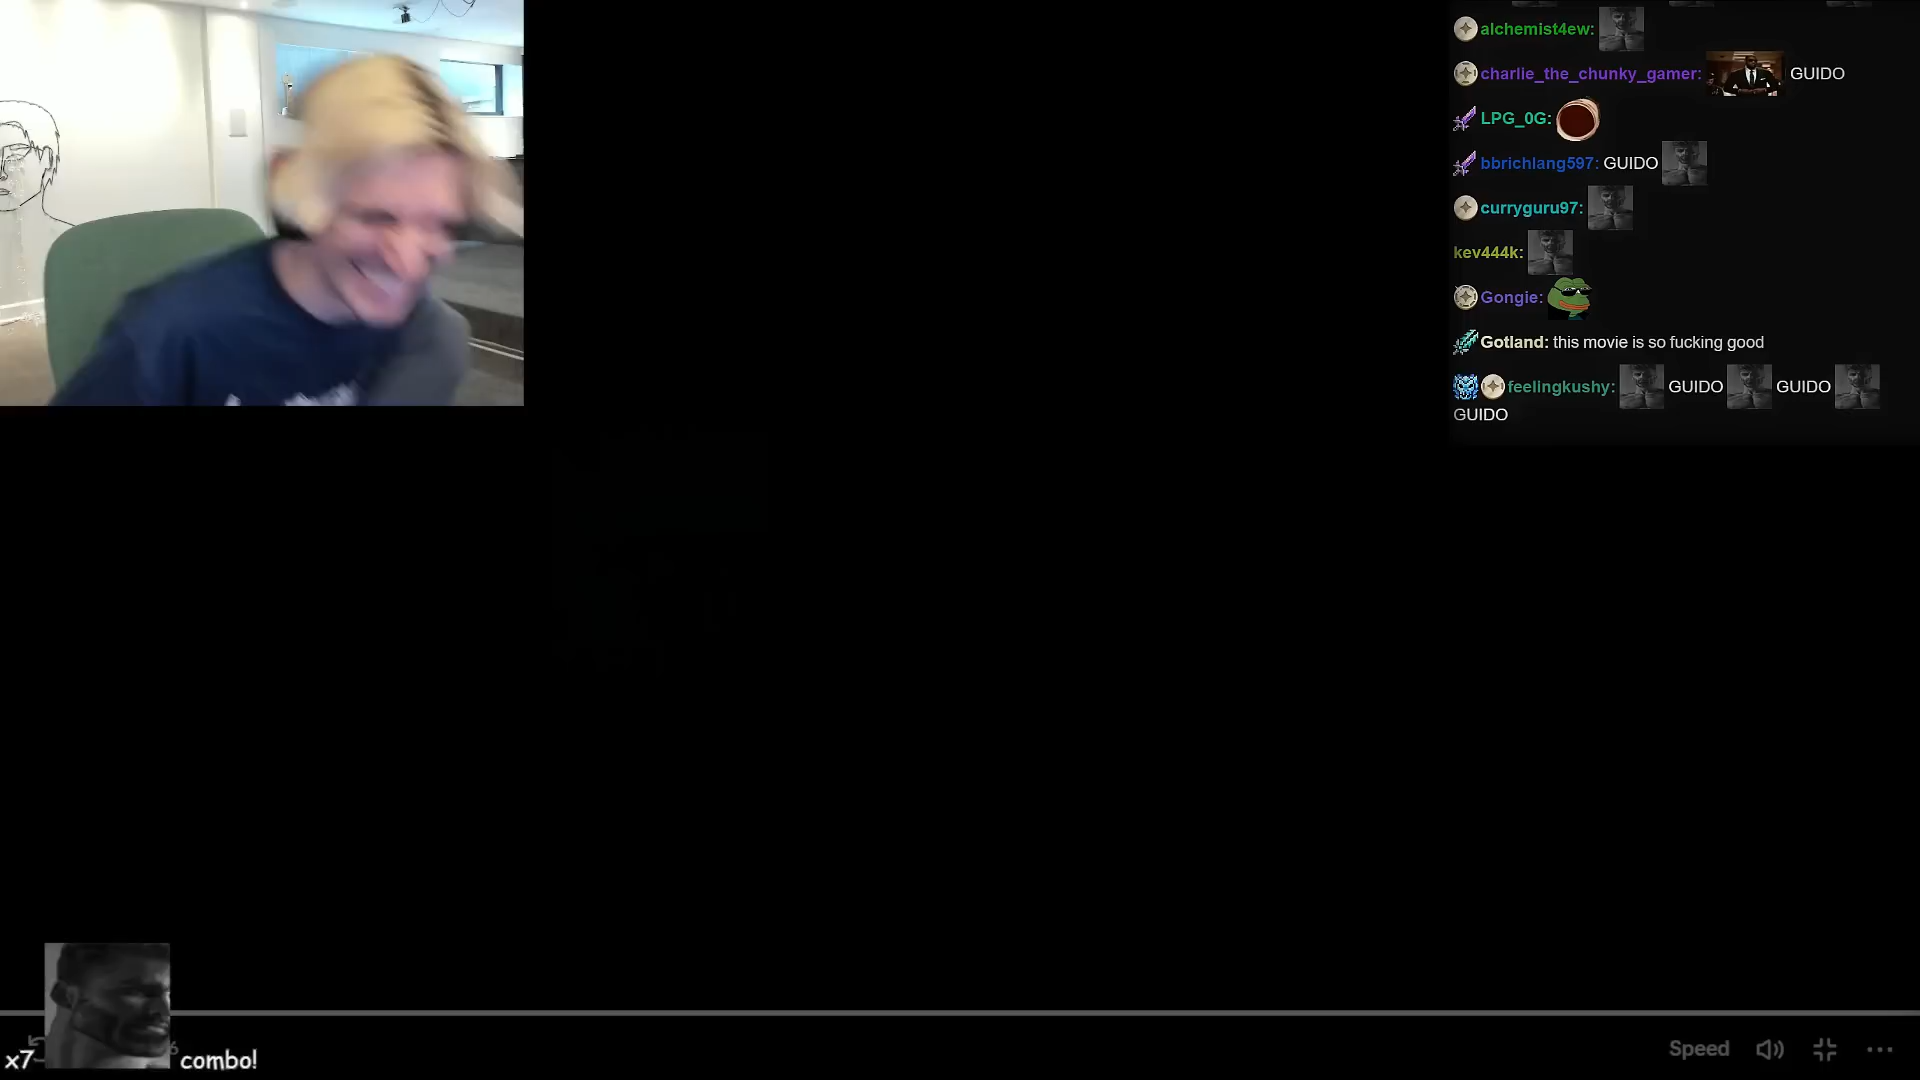 alchemist4ew:
charlie_the_chunky_gamer: GUIDO
LPG_0G:
bbrichlang597: GUIDO
curryguru97:
kev444k:
Gongie:
Gotland: this movie is so fucking good
feelingkushy: GUIDO GUIDO
GUIDO
x7 combo!
Speed